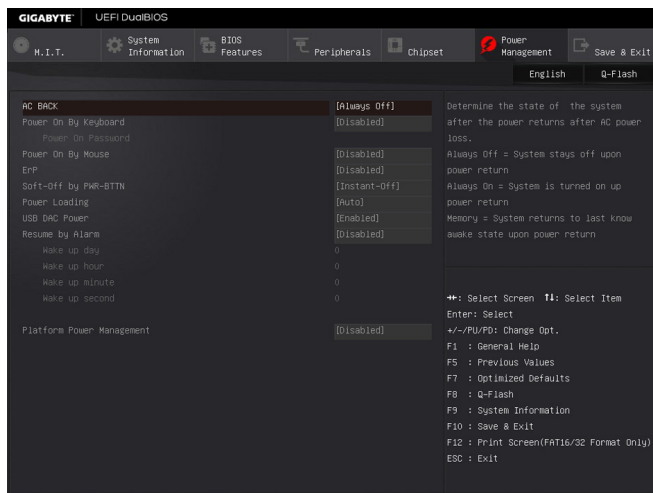 GIGABYTE™ UEFI DualBIOS
M.I.T.
System Information
BIOS Features
Peripherals
Chipset
Power Management
Save & Exit
English Q-Flash
AC BACK [Always Off]
Power On By Keyboard [Disabled]
Power On Password
Power On By Mouse [Disabled]
ErP [Disabled]
Soft-Off by PWR-BTTN [Instant-Off]
Power Loading [Auto]
USB DAC Power [Enabled]
Resume by Alarm [Disabled]
Wake up day 0
Wake up hour 0
Wake up minute 0
Wake up second 0
Platform Power Management [Disabled]
Determine the state of the system
after the power returns after AC power
loss.
Always Off = System stays off upon
power return
Always On = System is turned on up
power return
Memory = System returns to last know
awake state upon power return
→←: Select Screen ↑↓: Select Item
Enter: Select
+/-/PU/PD: Change Opt.
F1 : General Help
F5 : Previous Values
F7 : Optimized Defaults
F8 : Q-Flash
F9 : System Information
F10 : Save & Exit
F12 : Print Screen(FAT16/32 Format Only)
ESC : Exit